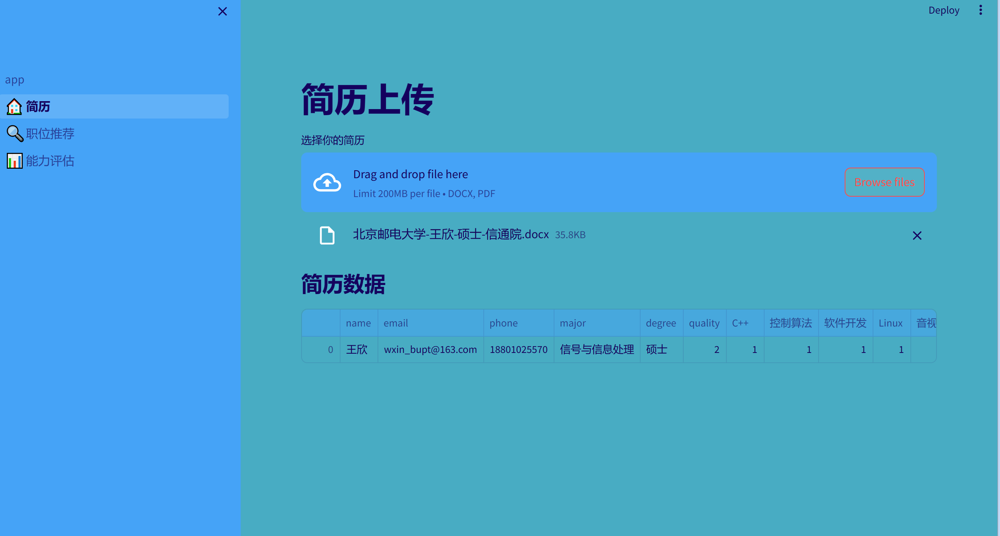 Deploy
app
简历
职位推荐
能力评估
简历上传
选择你的简历
Drag and drop file here
Limit 200MB per file • DOCX, PDF
Browse files
北京邮电大学-王欣-硕士-信通院.docx 35.8KB
简历数据
name email phone major degree quality C++ 控制算法 软件开发 Linux 音视
0 王欣 wxin_bupt@163.com 18801025570 信号与信息处理 硕士 2 1 1 1 1